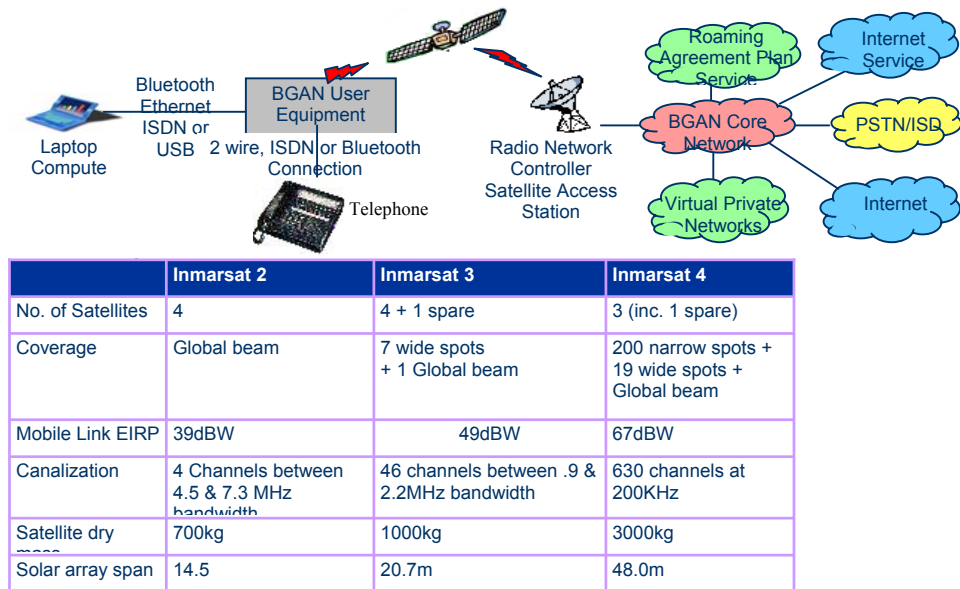 Bluetooth
Ethernet
ISDN or
USB
Laptop
Compute
BGAN User
Equipment
2 wire, ISDN or Bluetooth
Connection
Telephone
Radio Network
Controller
Satellite Access
Station
Roaming
Agreement Plan
Service
Internet
Service
BGAN Core
Network
PSTN/ISD
Virtual Private
Networks
Internet
Inmarsat 2 Inmarsat 3 Inmarsat 4
No. of Satellites 4 4 + 1 spare 3 (inc. 1 spare)
Coverage Global beam 7 wide spots
+ 1 Global beam
200 narrow spots +
19 wide spots +
Global beam
Mobile Link EIRP 39dBW 49dBW 67dBW
Canalization 4 Channels between
4.5 & 7.3 MHz
bandwidth
46 channels between .9 &
2.2MHz bandwidth
630 channels at
200KHz
Satellite dry
mass
700kg 1000kg 3000kg
Solar array span 14.5 20.7m 48.0m